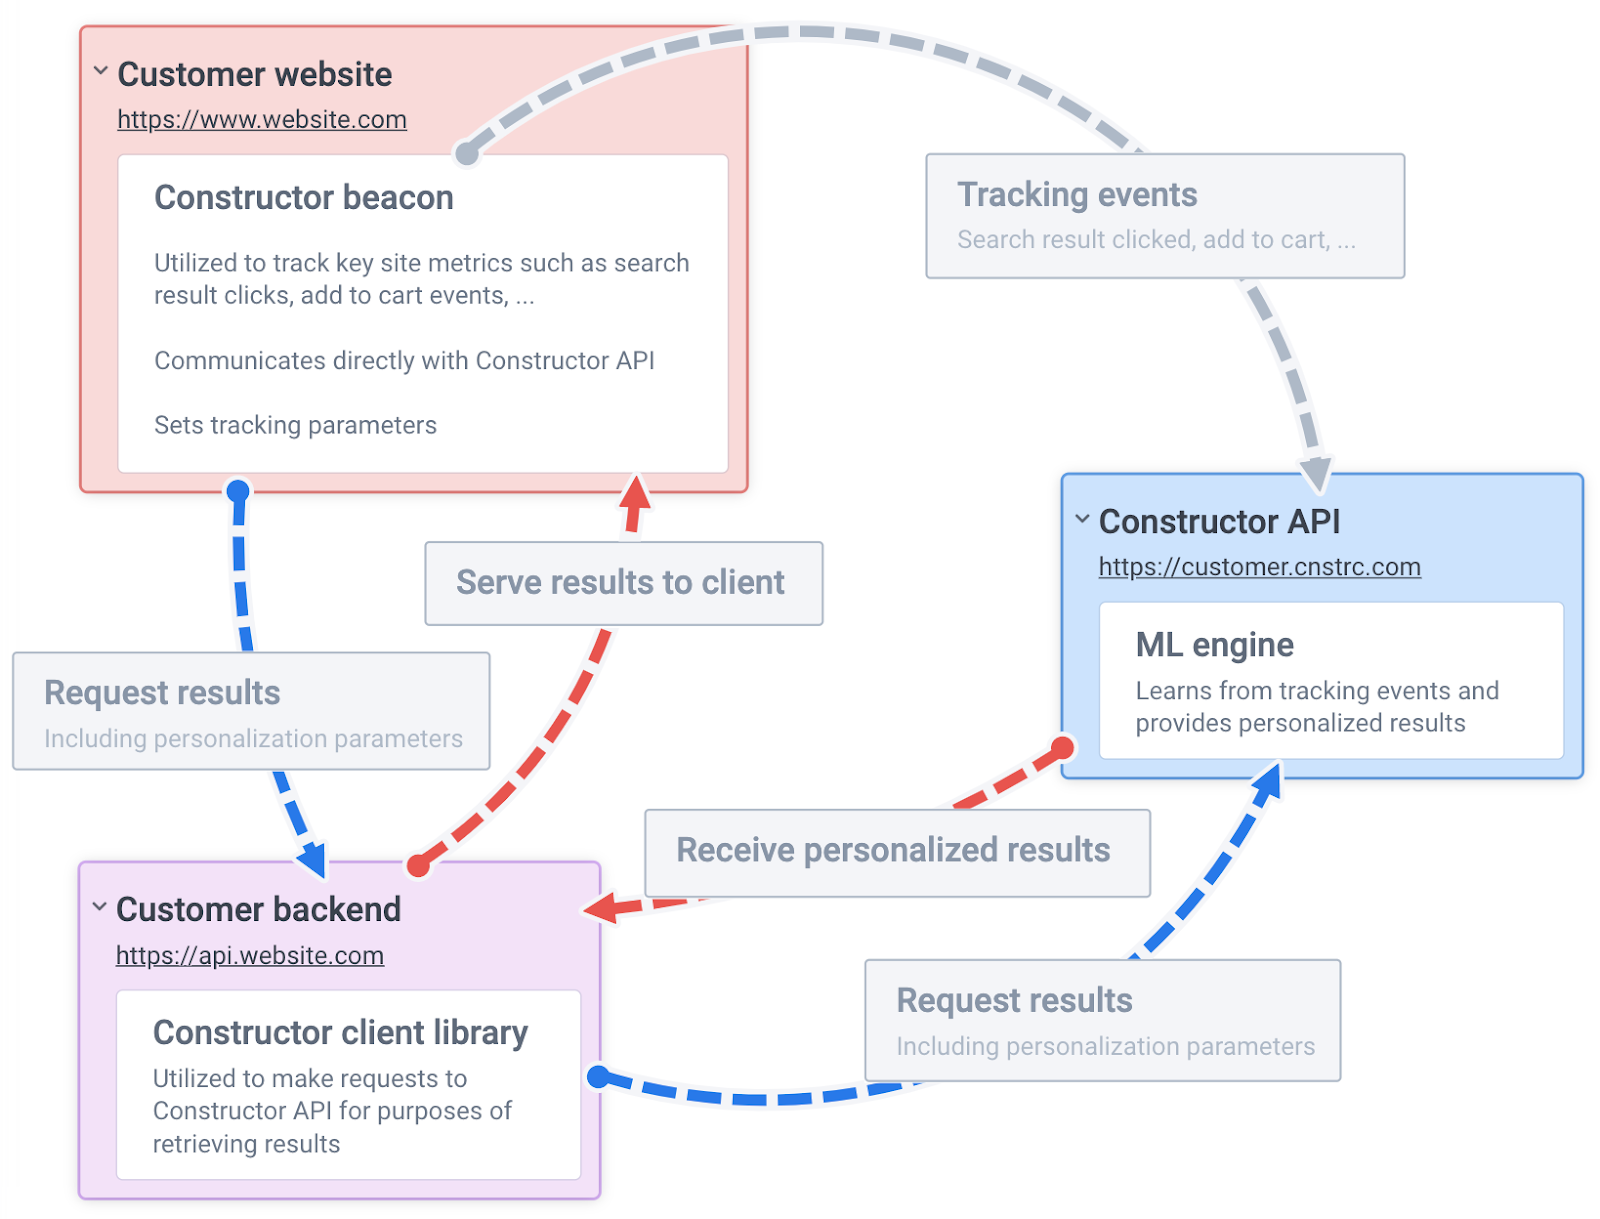 Customer website
https://www.website.com
Constructor beacon
Utilized to track key site metrics such as search
result clicks, add to cart events, ...
Communicates directly with Constructor API
Sets tracking parameters
Tracking events
Search result clicked, add to cart, ...
Constructor API
https://customer.cnstrc.com
ML engine
Learns from tracking events and
provides personalized results
Serve results to client
Request results
Including personalization parameters
Receive personalized results
Customer backend
https://api.website.com
Constructor client library
Utilized to make requests to
Constructor API for purposes of
retrieving results
Request results
Including personalization parameters